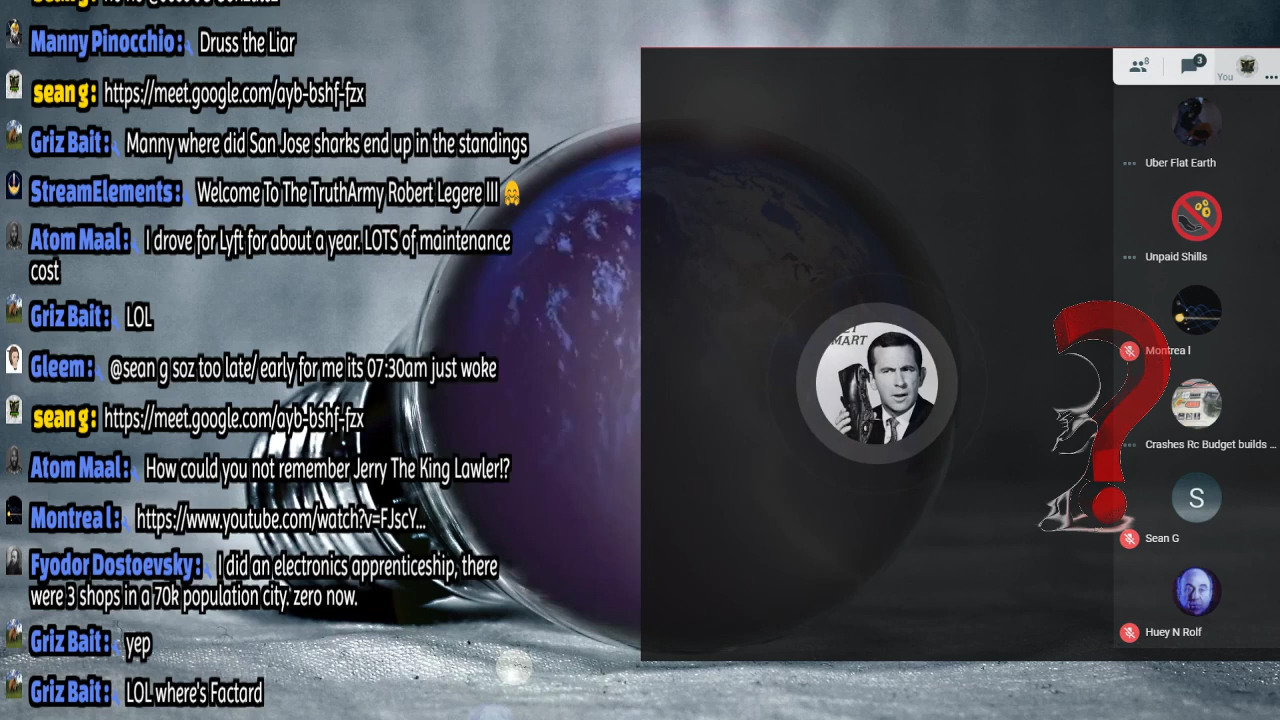 sean g:
Manny Pinocchio: Druss the Liar
sean g: https://meet.google.com/ayb-bshf-fzx
Griz Bait: Manny where did San Jose sharks end up in the standings
StreamElements: Welcome To The TruthArmy Robert Legere III 🤗
Atom Maal: I drove for Lyft for about a year. LOTS of maintenance
cost
Griz Bait: LOL
Gleem: @sean g soz too late/ early for me its 07:30am just woke
sean g: https://meet.google.com/ayb-bshf-fzx
Atom Maal: How could you not remember Jerry The King Lawler!?
Montrea l: https://www.youtube.com/watch?v=FJscY...
Fyodor Dostoevsky: I did an electronics apprenticeship, there
were 3 shops in a 70k population city. zero now.
Griz Bait: yep
Griz Bait: LOL where's Factard
MART
8
3
You
Uber Flat Earth
Unpaid Shills
Montrea l
Crashes Rc Budget builds ...
S
Sean G
Huey N Rolf